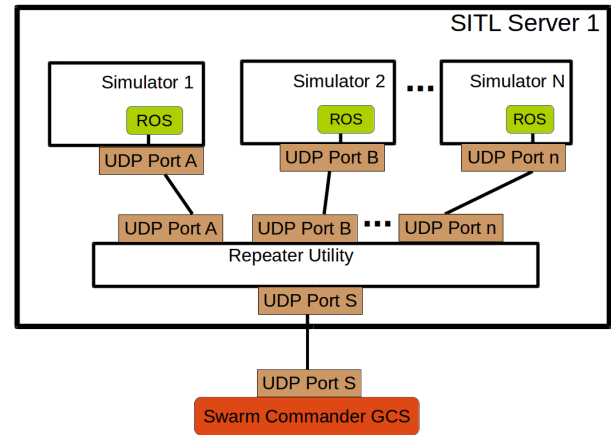 SITL Server 1
Simulator 1
Simulator 2
...
Simulator N
ROS
ROS
ROS
UDP Port A
UDP Port B
UDP Port n
UDP Port A
UDP Port B
...
UDP Port n
Repeater Utility
UDP Port S
UDP Port S
Swarm Commander GCS